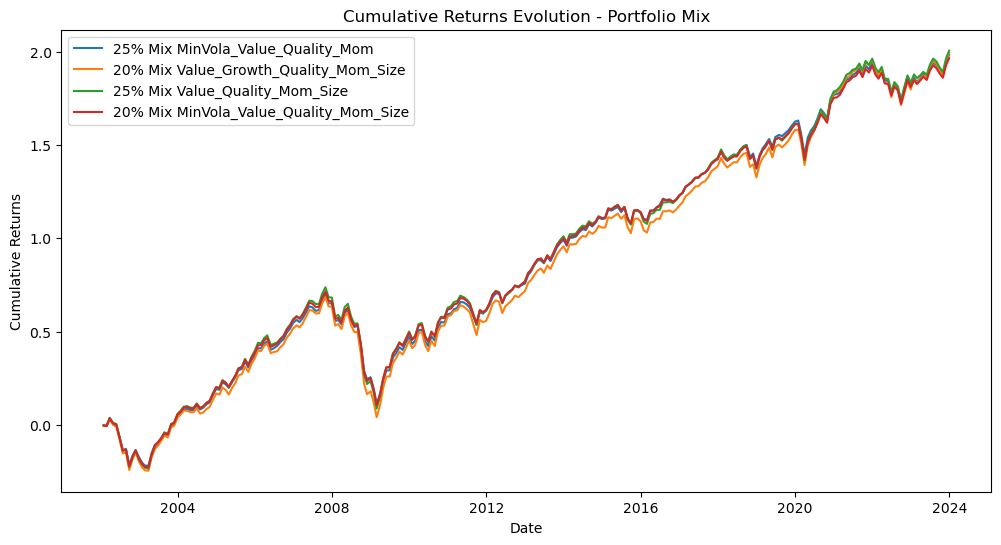 Cumulative Returns Evolution - Portfolio Mix
25% Mix MinVola_Value_Quality_Mom
20% Mix Value_Growth_Quality_Mom_Size
25% Mix Value_Quality_Mom_Size
20% Mix MinVola_Value_Quality_Mom_Size
Cumulative Returns
2.0
1.5
1.0
0.5
0.0
2004 2008 2012 2016 2020 2024
Date